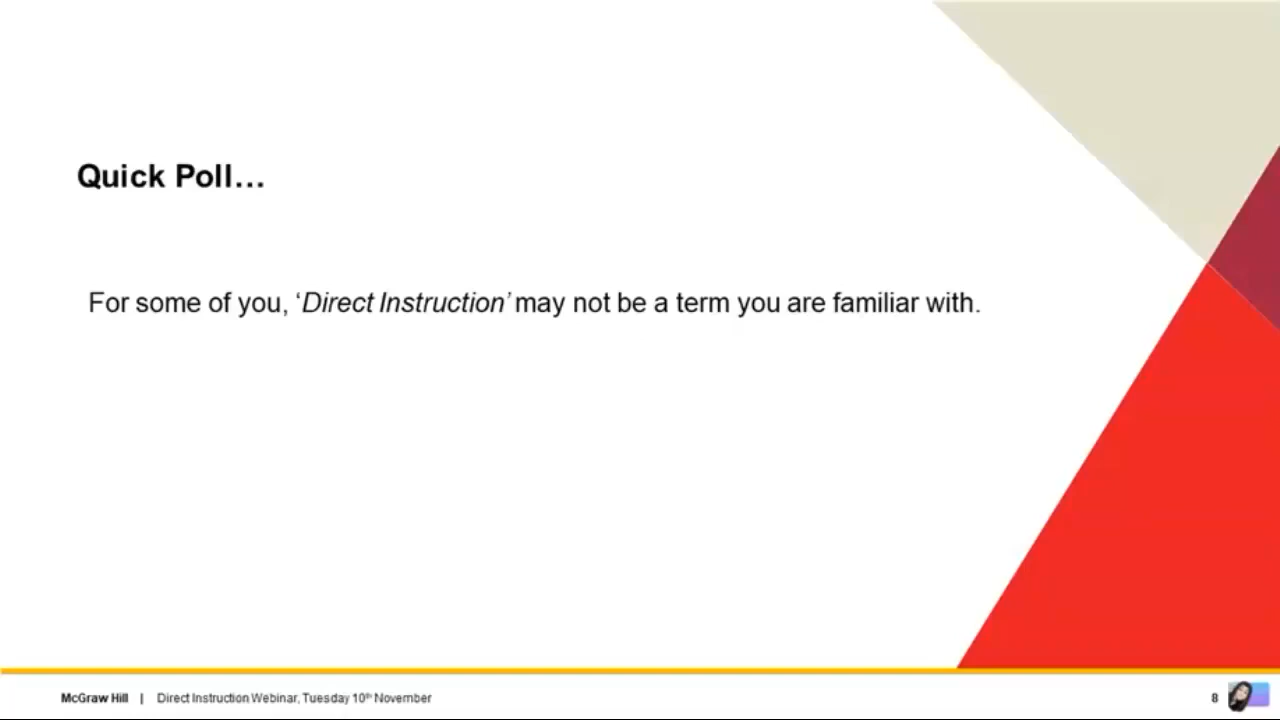 Quick Poll…
For some of you, ‘Direct Instruction’ may not be a term you are familiar with.
McGraw Hill | Direct Instruction Webinar, Tuesday 10th November 8